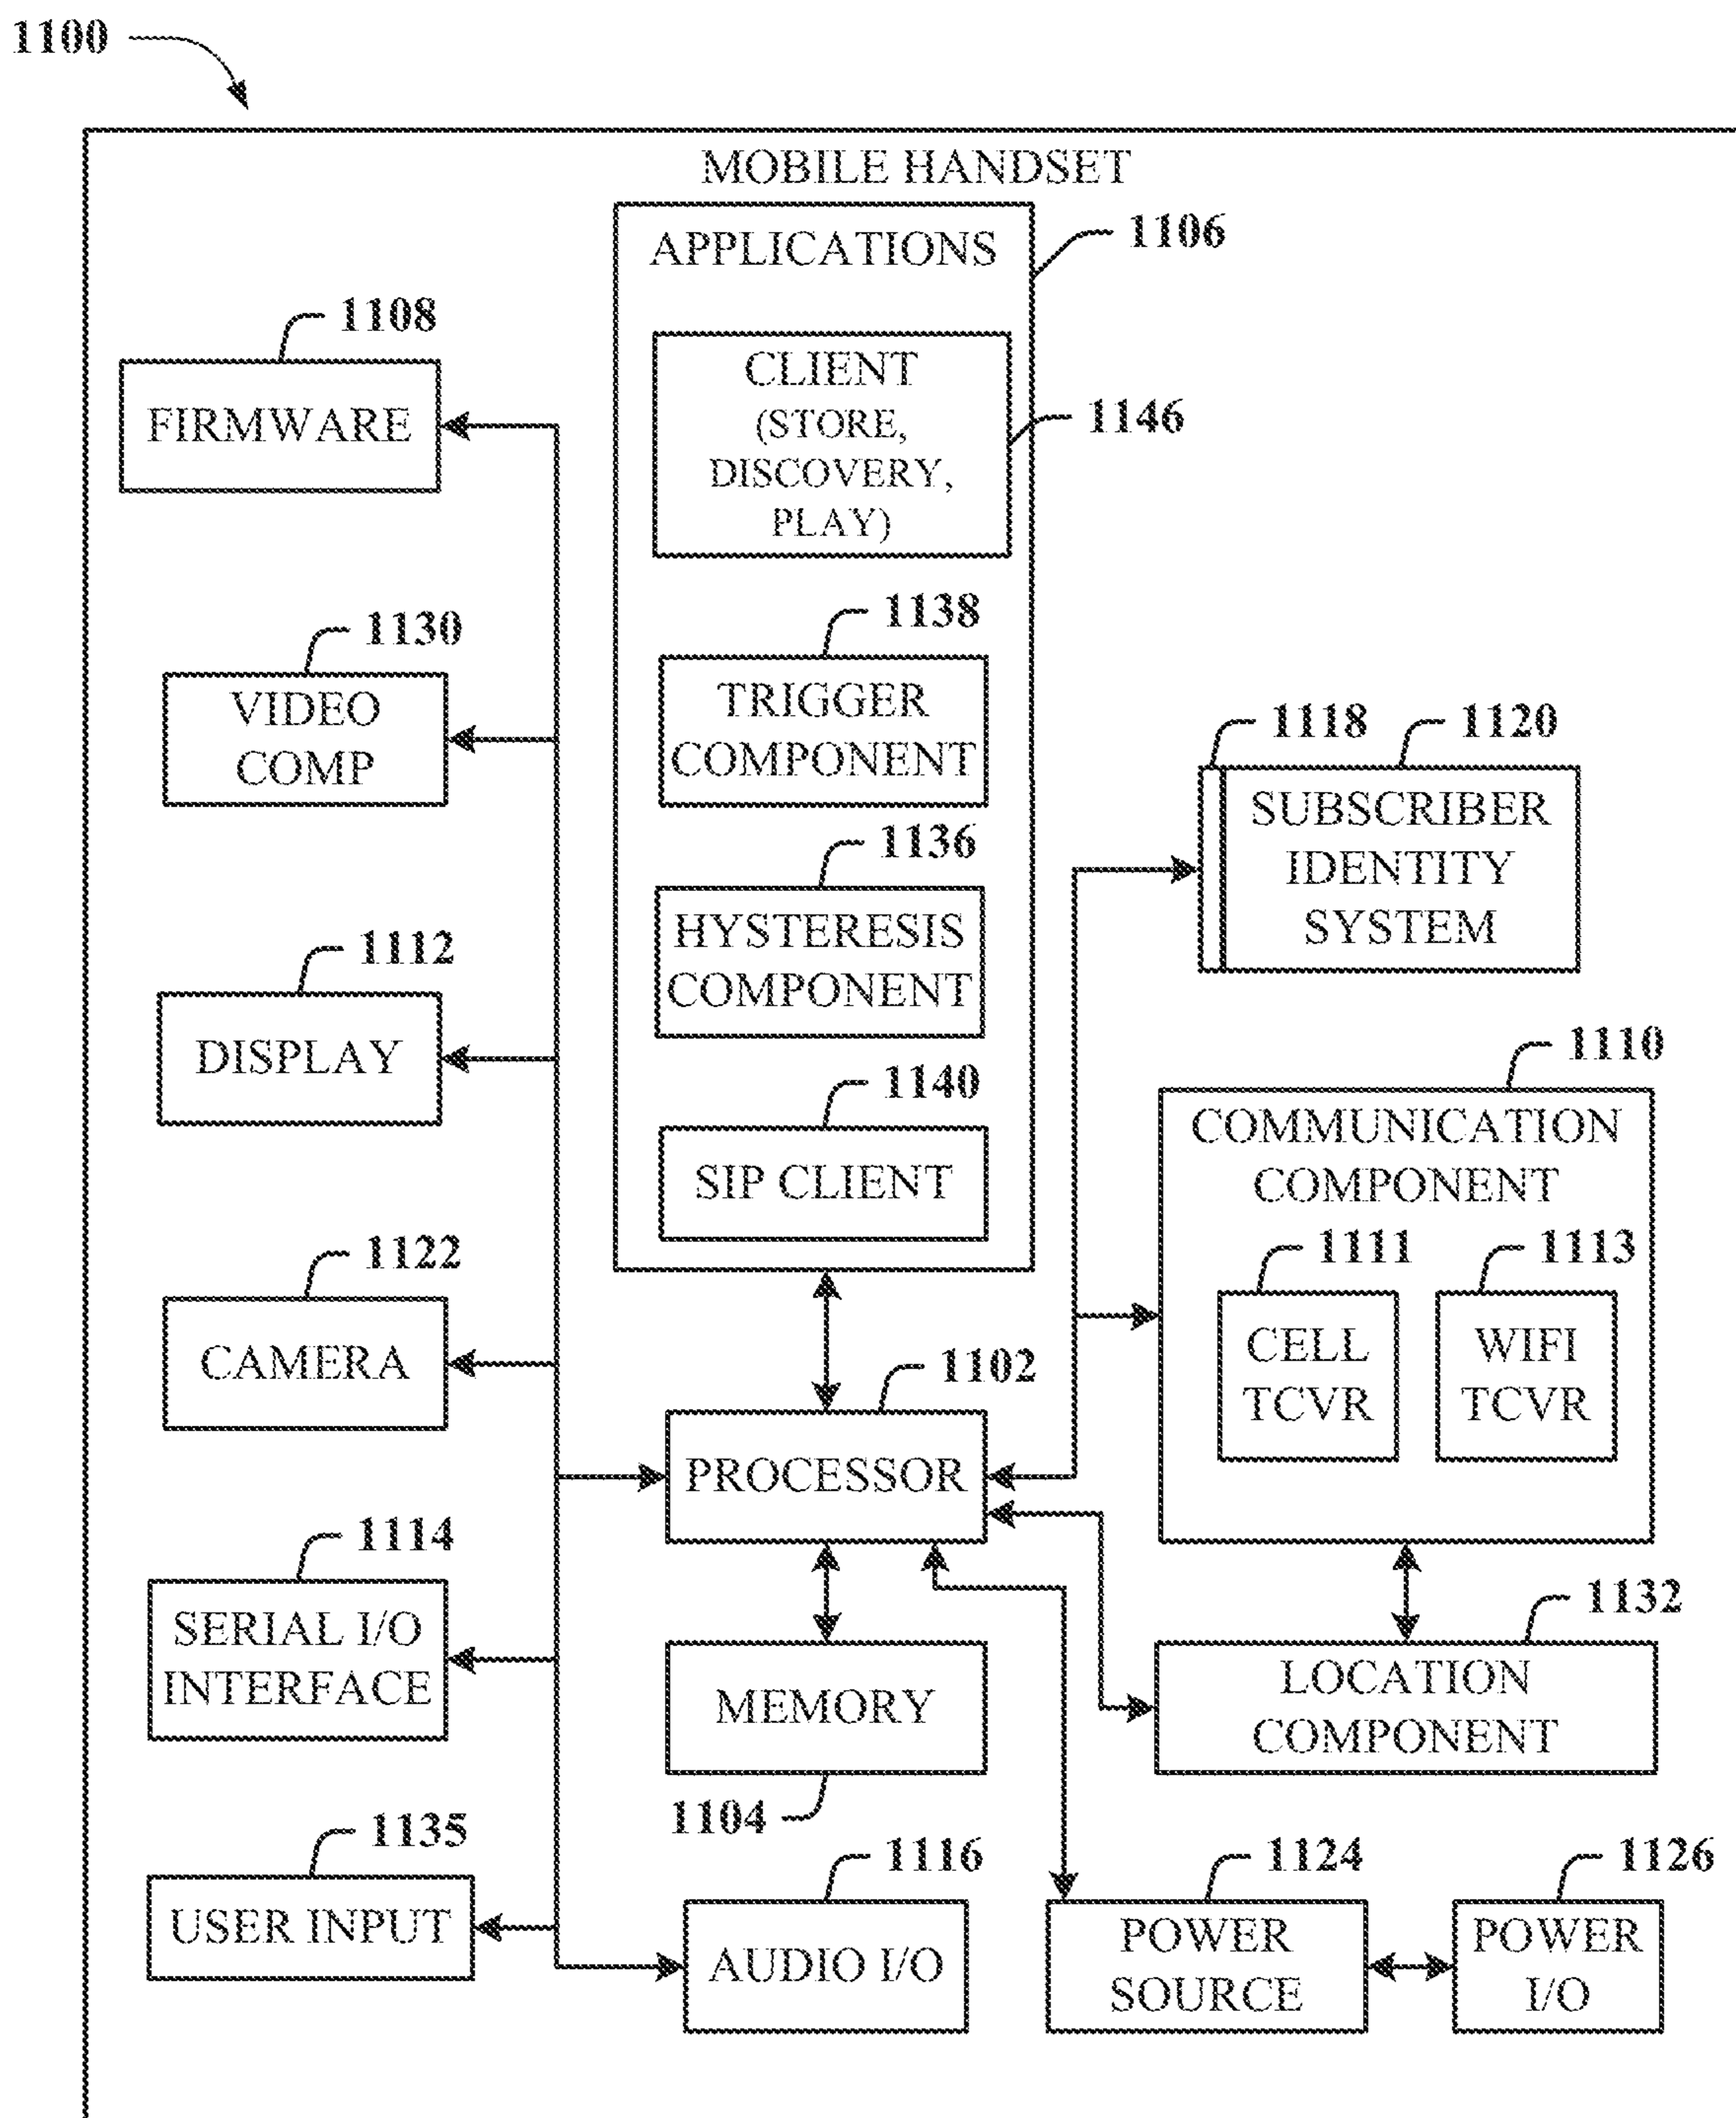 1100
MOBILE HANDSET
APPLICATIONS
1106
1108
FIRMWARE
CLIENT
(STORE,
DISCOVERY,
PLAY)
1146
1130
VIDEO
COMP
1138
TRIGGER
COMPONENT
1118
1120
SUBSCRIBER
IDENTITY
SYSTEM
1136
HYSTERESIS
COMPONENT
1112
DISPLAY
1140
SIP CLIENT
1110
COMMUNICATION
COMPONENT
1111
CELL
TCVR
1113
WIFI
TCVR
1122
CAMERA
1102
PROCESSOR
1114
SERIAL I/O
INTERFACE
MEMORY
1104
1132
LOCATION
COMPONENT
1135
USER INPUT
1116
AUDIO I/O
1124
POWER
SOURCE
1126
POWER
I/O